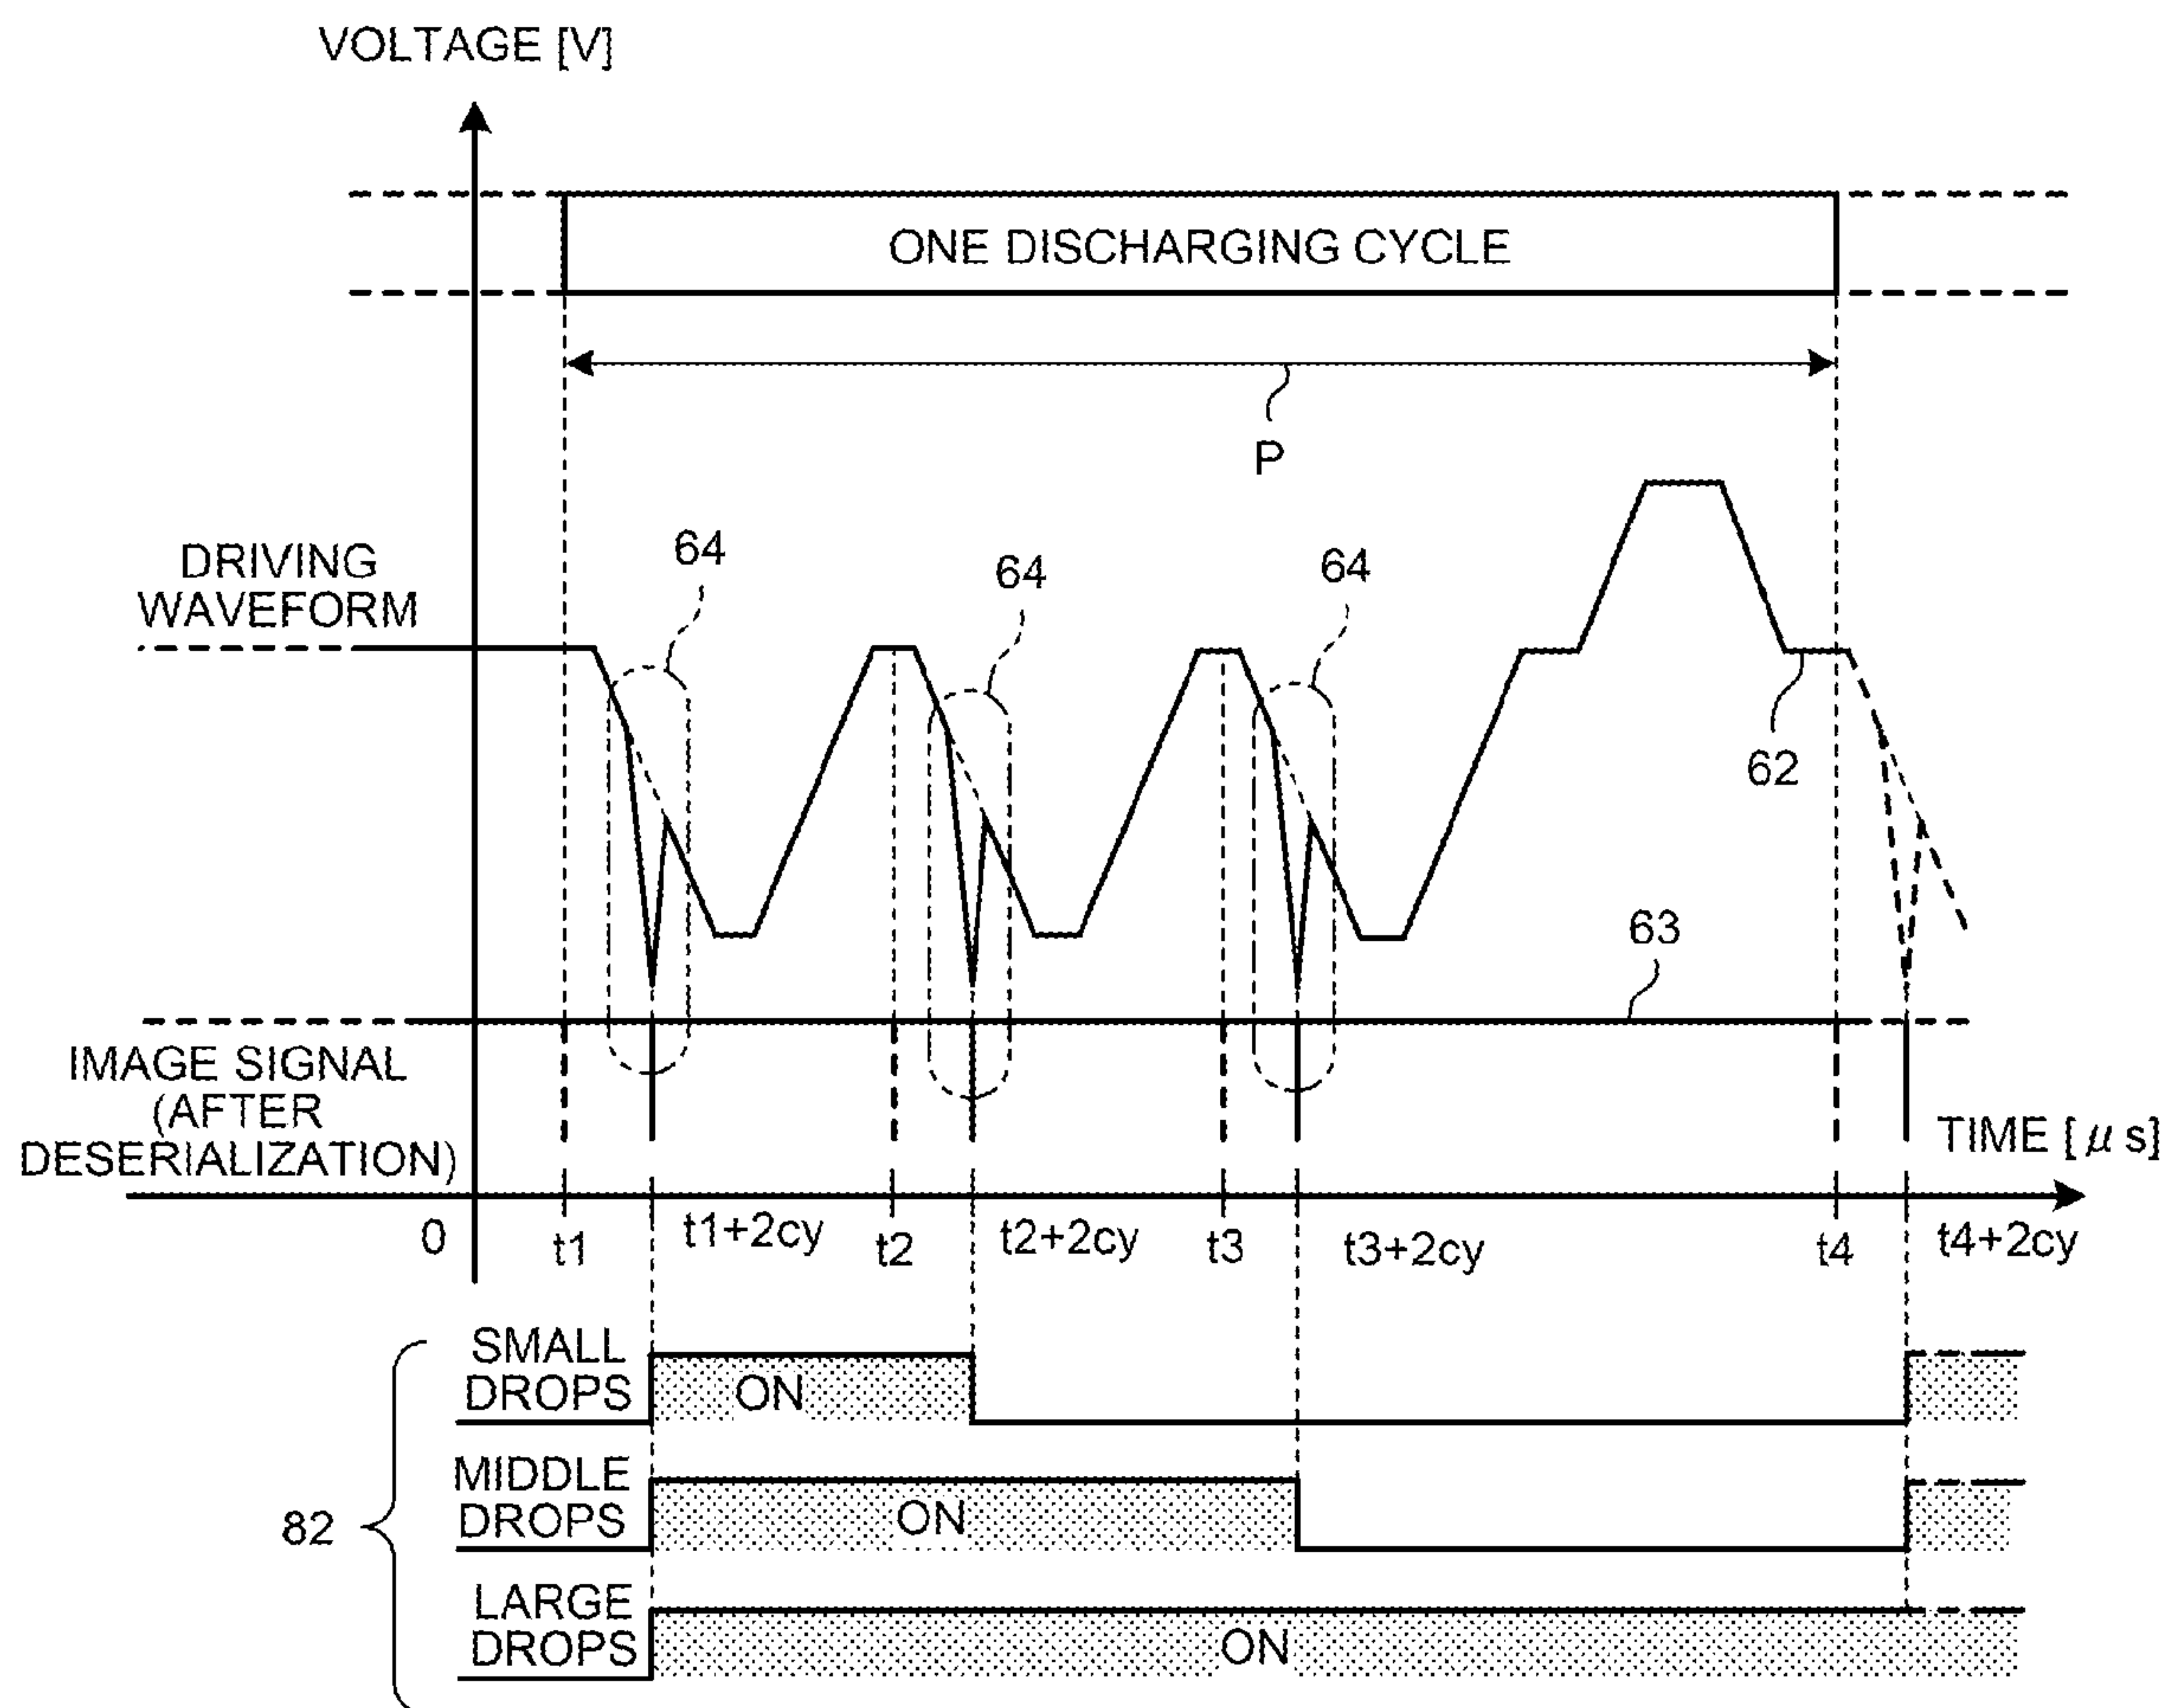 VOLTAGE [V]
ONE DISCHARGING CYCLE
P
DRIVING
WAVEFORM
64
64
64
62
63
IMAGE SIGNAL
(AFTER
DESERIALIZATION)
TIME [μs]
0
t1
t1+2cy
t2
t2+2cy
t3
t3+2cy
t4
t4+2cy
SMALL
DROPS
ON
MIDDLE
DROPS
ON
82
LARGE
DROPS
ON